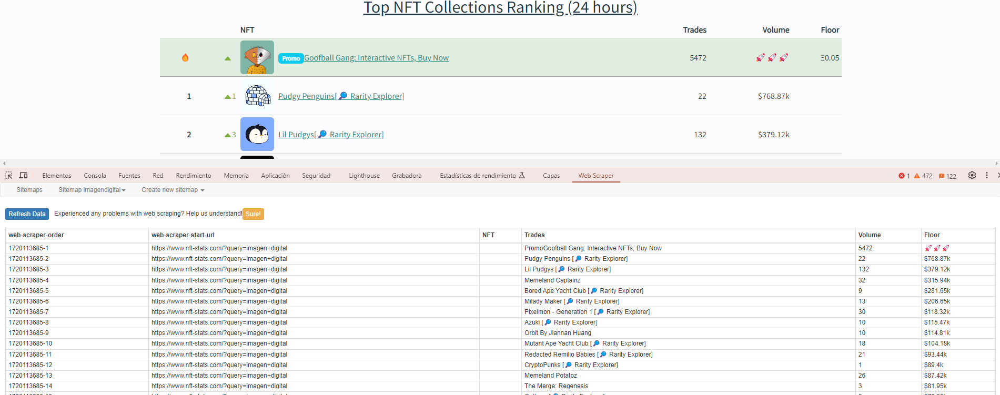 Top NFT Collections Ranking (24 hours)
NFT Trades Volume Floor
🔥 ▲ Promo Goofball Gang: Interactive NFTs, Buy Now 5472 🚀🚀🚀 Ξ0.05
1 ▲1 Pudgy Penguins[🔎 Rarity Explorer] 22 $768.87k
2 ▲3 Lil Pudgys[🔎 Rarity Explorer] 132 $379.12k
Elementos Consola Fuentes Red Rendimiento Memoria Aplicación Seguridad Lighthouse Grabadora Estadísticas de rendimiento Capas Web Scraper 1 472 122
Sitemaps Sitemap imagendigital Create new sitemap
Refresh Data Experienced any problems with web scraping? Help us understand! Sure!
web-scraper-order web-scraper-start-url NFT Trades Volume Floor
1720113685-1 https://www.nft-stats.com/?query=imagen+digital PromoGoofball Gang: Interactive NFTs, Buy Now 5472 🚀🚀🚀
1720113685-2 https://www.nft-stats.com/?query=imagen+digital Pudgy Penguins [🔎 Rarity Explorer] 22 $768.87k
1720113685-3 https://www.nft-stats.com/?query=imagen+digital Lil Pudgys [🔎 Rarity Explorer] 132 $379.12k
1720113685-4 https://www.nft-stats.com/?query=imagen+digital Memeland Captainz 32 $315.94k
1720113685-5 https://www.nft-stats.com/?query=imagen+digital Bored Ape Yacht Club [🔎 Rarity Explorer] 9 $281.65k
1720113685-6 https://www.nft-stats.com/?query=imagen+digital Milady Maker [🔎 Rarity Explorer] 13 $206.65k
1720113685-7 https://www.nft-stats.com/?query=imagen+digital Pixelmon - Generation 1 [🔎 Rarity Explorer] 30 $118.32k
1720113685-8 https://www.nft-stats.com/?query=imagen+digital Azuki [🔎 Rarity Explorer] 10 $115.47k
1720113685-9 https://www.nft-stats.com/?query=imagen+digital Orbit By Jiannan Huang 10 $114.81k
1720113685-10 https://www.nft-stats.com/?query=imagen+digital Mutant Ape Yacht Club [🔎 Rarity Explorer] 18 $104.18k
1720113685-11 https://www.nft-stats.com/?query=imagen+digital Redacted Remilio Babies [🔎 Rarity Explorer] 21 $93.44k
1720113685-12 https://www.nft-stats.com/?query=imagen+digital CryptoPunks [🔎 Rarity Explorer] 1 $89.4k
1720113685-13 https://www.nft-stats.com/?query=imagen+digital Memeland Potatoz 26 $87.42k
1720113685-14 https://www.nft-stats.com/?query=imagen+digital The Merge: Regenesis 3 $81.95k